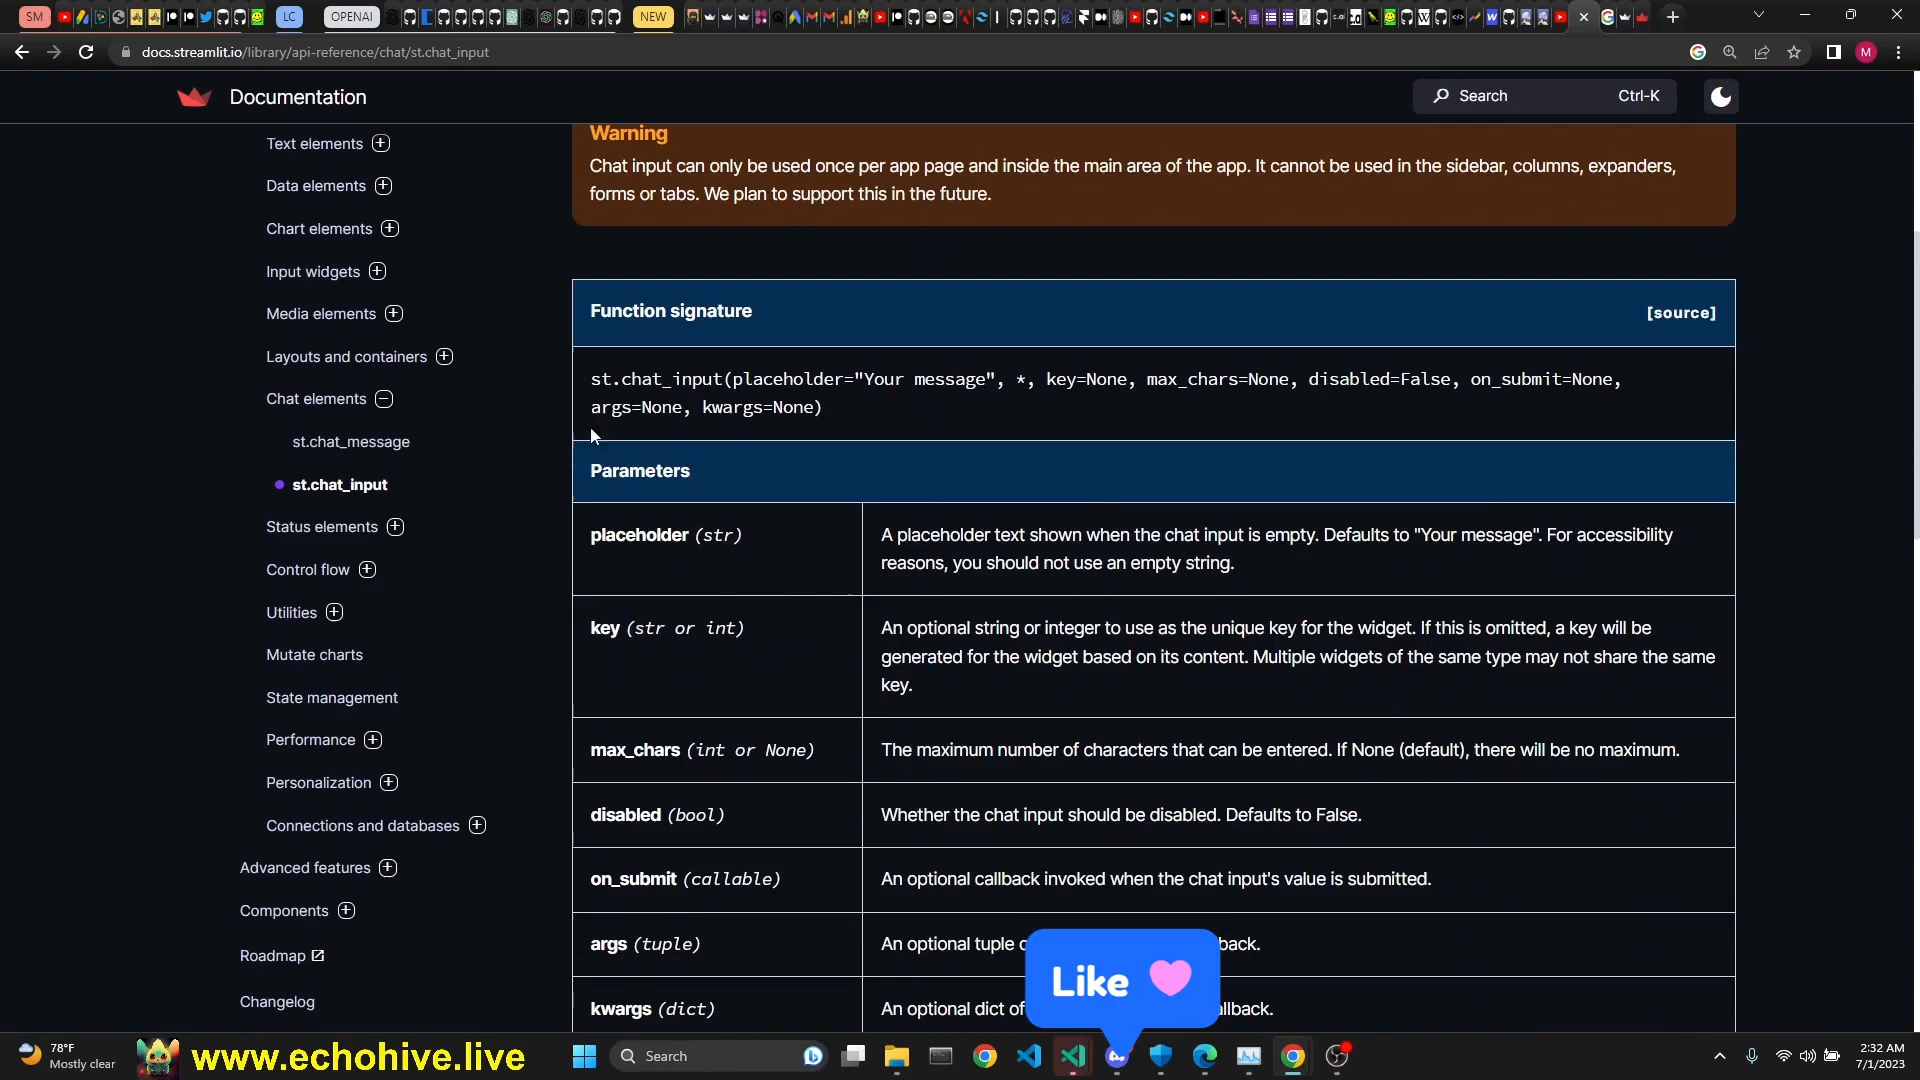 SM
LC
OPENAI
NEW
docs.streamlit.io/library/api-reference/chat/st.chat_input
M
Documentation
Search
Ctrl-K
Text elements
Data elements
Chart elements
Input widgets
Media elements
Layouts and containers
Chat elements
st.chat_message
st.chat_input
Status elements
Control flow
Utilities
Mutate charts
State management
Performance
Personalization
Connections and databases
Advanced features
Components
Roadmap
Changelog
Warning
Chat input can only be used once per app page and inside the main area of the app. It cannot be used in the sidebar, columns, expanders,
forms or tabs. We plan to support this in the future.
Function signature
[source]
st.chat_input(placeholder="Your message", *, key=None, max_chars=None, disabled=False, on_submit=None,
args=None, kwargs=None)
Parameters
placeholder (str)
A placeholder text shown when the chat input is empty. Defaults to "Your message". For accessibility
reasons, you should not use an empty string.
key (str or int)
An optional string or integer to use as the unique key for the widget. If this is omitted, a key will be
generated for the widget based on its content. Multiple widgets of the same type may not share the same
key.
max_chars (int or None)
The maximum number of characters that can be entered. If None (default), there will be no maximum.
disabled (bool)
Whether the chat input should be disabled. Defaults to False.
on_submit (callable)
An optional callback invoked when the chat input's value is submitted.
args (tuple)
An optional tuple back.
kwargs (dict)
An optional dict of allback.
Like
78°F
Mostly clear
www.echohive.live
Search
2:32 AM
7/1/2023